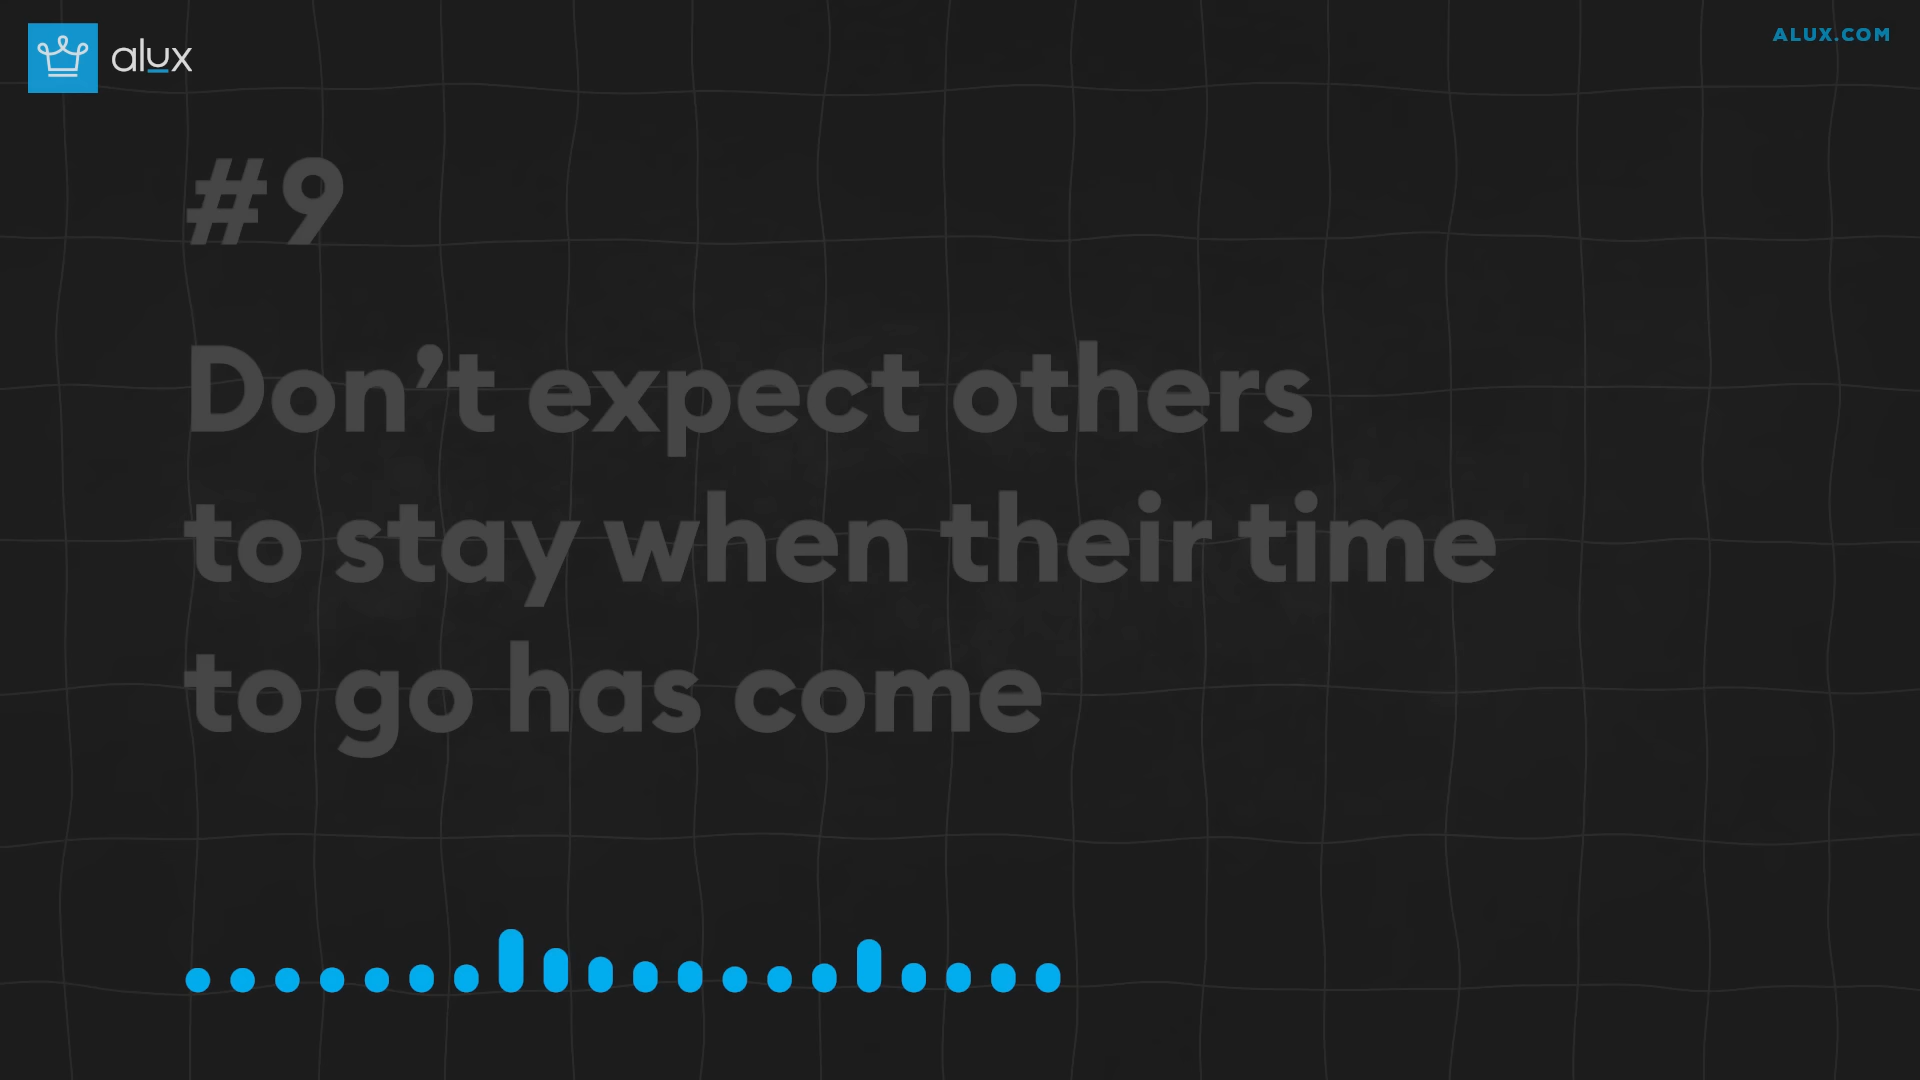 alux
ALUX.COM
#9
Don’t expect others
to stay when their time
to go has come